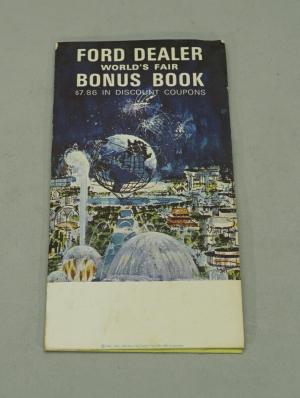 FORD DEALER
WORLD'S FAIR
BONUS BOOK
$7.86 IN DISCOUNT COUPONS